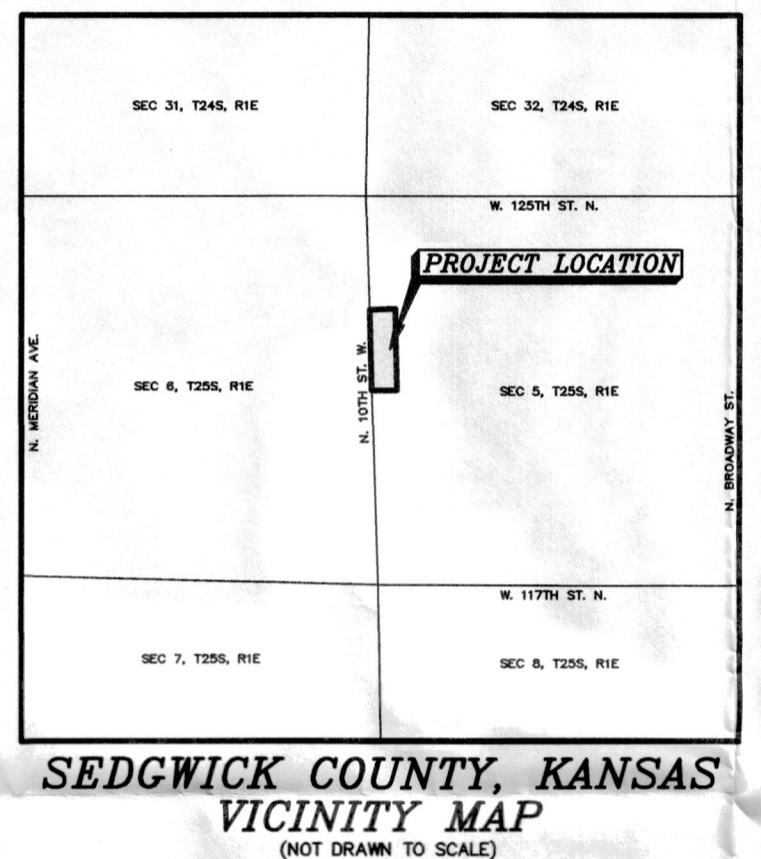 SEC 31, T24S, R1E
SEC 32, T24S, R1E
W. 125TH ST. N.
PROJECT LOCATION
N. MERIDIAN AVE.
SEC 6, T25S, R1E
N. 10TH ST. W.
SEC 5, T25S, R1E
N. BROADWAY ST.
W. 117TH ST. N.
SEC 7, T25S, R1E
SEC 8, T25S, R1E
SEDGWICK COUNTY, KANSAS
VICINITY MAP
(NOT DRAWN TO SCALE)